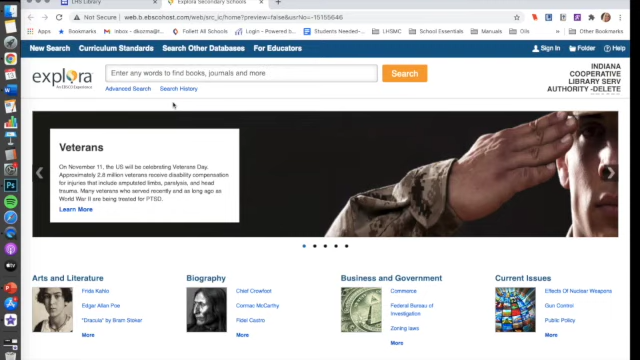 LHS Library
Explora Secondary Schools
Not Secure
web.b.ebscohost.com/web/src_ic/home?preview=false&usrNo=-15155646
Apps
Bookmarks
Follett All Schools
Login – Powered b...
LHSMC
School Essentials
Manuals
Docs
Other Bookmarks
New Search
Curriculum Standards
Search Other Databases
For Educators
Sign In
Folder
Help
explora
An EBSCO Experience
Enter any words to find books, journals and more
Search
Advanced Search
Search History
INDIANA
COOPERATIVE
LIBRARY SERV
AUTHORITY -DELETE
Veterans
On November 11, the US will be celebrating Veterans Day.
Approximately 2.8 million veterans receive disability compensation
for injuries that include amputated limbs, paralysis, and head
trauma. Many veterans who served recently and as long ago as
World War II are being treated for PTSD.
Learn More
Arts and Literature
Frida Kahlo
Edgar Allan Poe
"Dracula" by Bram Stoker
More
Biography
Chief Crowfoot
Cormac McCarthy
Fidel Castro
More
Business and Government
Commerce
Federal Bureau of
Investigation
Zoning laws
More
Current Issues
Effects Of Nuclear Weapons
Gun Control
Public Policy
More